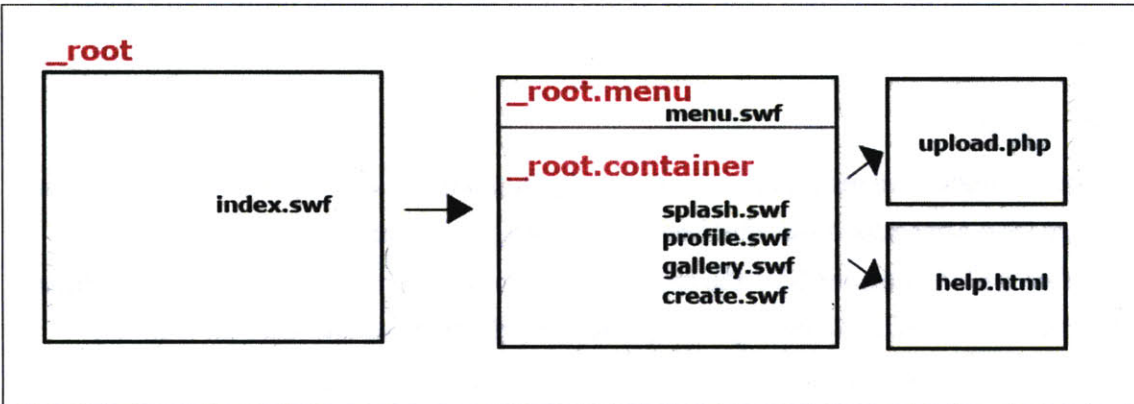 _root
index.swf
_root.menu
menu.swf
_root.container
splash.swf
profile.swf
gallery.swf
create.swf
upload.php
help.html